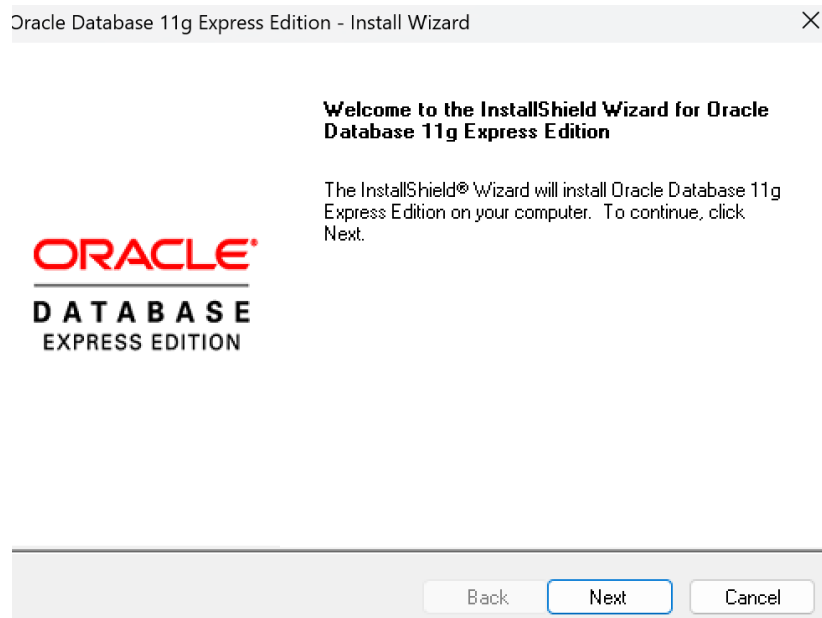 Oracle Database 11g Express Edition - Install Wizard
Welcome to the InstallShield Wizard for Oracle
Database 11g Express Edition
The InstallShield® Wizard will install Oracle Database 11g
Express Edition on your computer. To continue, click
Next.
ORACLE®
DATABASE
EXPRESS EDITION
Back
Next
Cancel